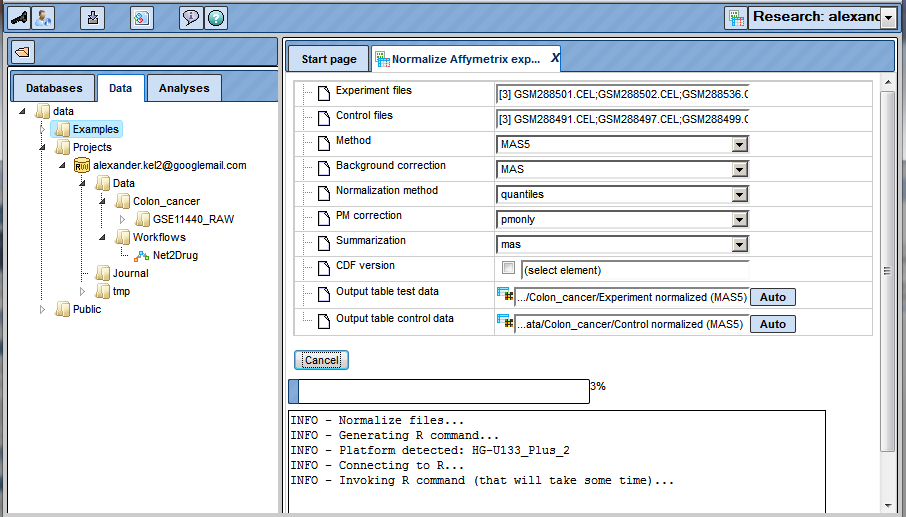 Research: alexanc
Start page
Normalize Affymetrix exp... X
Databases Data Analyses
data
Examples
Projects
alexander.kel2@googlemail.com
Data
Colon_cancer
GSE11440_RAW
Workflows
Net2Drug
Journal
tmp
Public
Experiment files [3] GSM288501.CEL;GSM288502.CEL;GSM288536.C
Control files [3] GSM288491.CEL;GSM288497.CEL;GSM288499.C
Method MAS5
Background correction MAS
Normalization method quantiles
PM correction pmonly
Summarization mas
CDF version (select element)
Output table test data .../Colon_cancer/Experiment normalized (MAS5) Auto
Output table control data ...ata/Colon_cancer/Control normalized (MAS5) Auto
Cancel
3%
INFO - Normalize files...
INFO - Generating R command...
INFO - Platform detected: HG-U133_Plus_2
INFO - Connecting to R...
INFO - Invoking R command (that will take some time)...